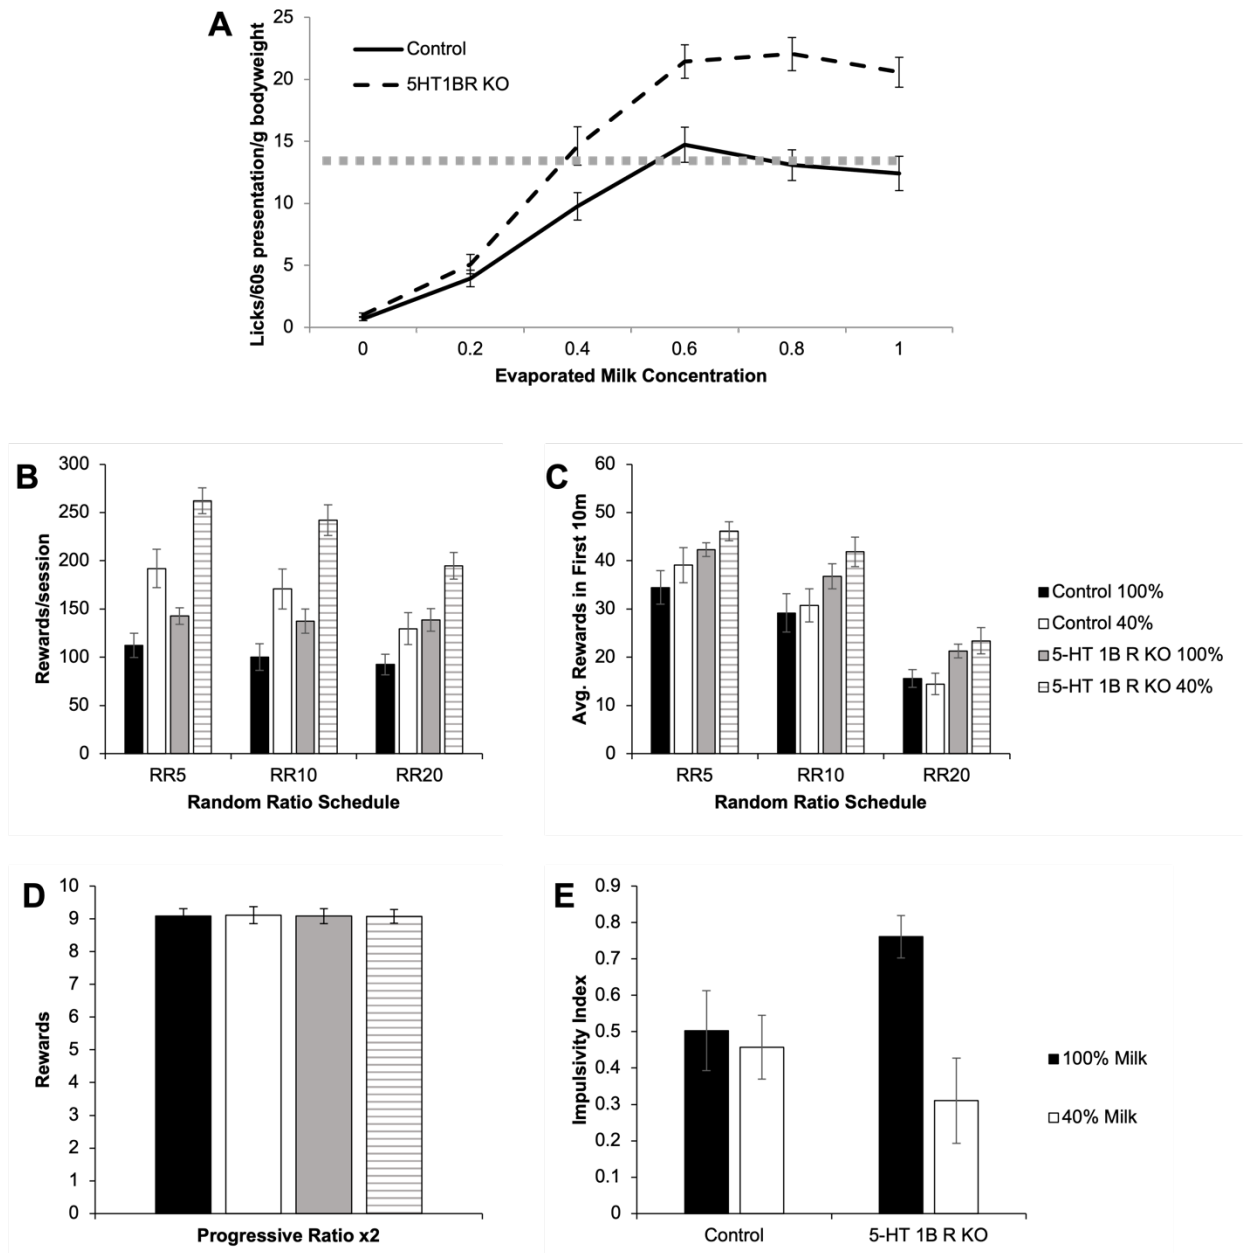 A
Licks/60s presentation/g bodyweight
25
20
15
10
5
0
Control
5HT1BR KO
0 0.2 0.4 0.6 0.8 1
Evaporated Milk Concentration
B
Rewards/session
300
250
200
150
100
50
0
RR5 RR10 RR20
Random Ratio Schedule
C
Avg. Rewards in First 10m
60
50
40
30
20
10
0
RR5 RR10 RR20
Random Ratio Schedule
Control 100%
Control 40%
5-HT 1B R KO 100%
5-HT 1B R KO 40%
D
Rewards
10
9
8
7
6
5
4
3
2
1
0
Progressive Ratio x2
E
Impulsivity Index
0.9
0.8
0.7
0.6
0.5
0.4
0.3
0.2
0.1
0
Control 5-HT 1B R KO
100% Milk
40% Milk